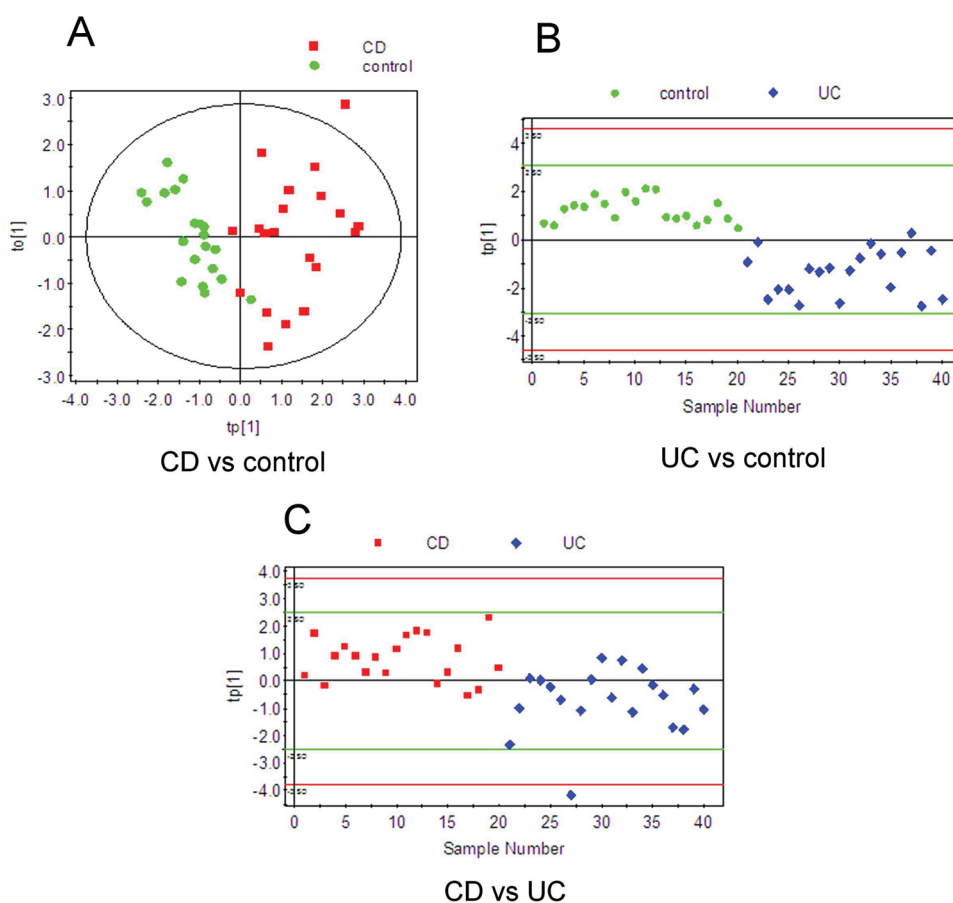 A
CD
control
3.0
2.0
1.0
0.0
-1.0
-2.0
-3.0
to[1]
-4.0 -3.0 -2.0 -1.0 0.0 1.0 2.0 3.0 4.0
tp[1]
CD vs control
B
control UC
4
2
0
-2
-4
tp[1]
0 5 10 15 20 25 30 35 40
Sample Number
UC vs control
C
CD UC
4.0
3.0
2.0
1.0
0.0
-1.0
-2.0
-3.0
-4.0
tp[1]
0 5 10 15 20 25 30 35 40
Sample Number
CD vs UC